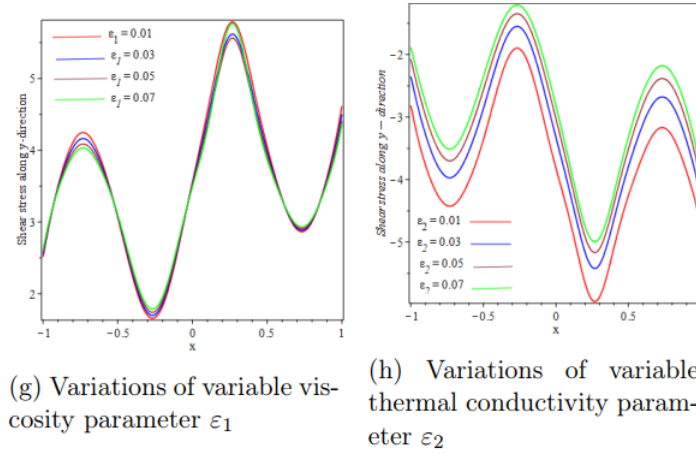 Shear stress along y-direction
5
4
3
2
ε₁ = 0.01
ε₁ = 0.03
ε₁ = 0.05
ε₁ = 0.07
-1
-0.5
0
0.5
1
x
(g) Variations of variable vis-
cosity parameter ε₁
Shear stress along y − direction
-2
-3
-4
-5
ε₂ = 0.01
ε₂ = 0.03
ε₂ = 0.05
ε₂ = 0.07
-1
-0.5
0
0.5
x
(h) Variations of variable
thermal conductivity param-
eter ε₂